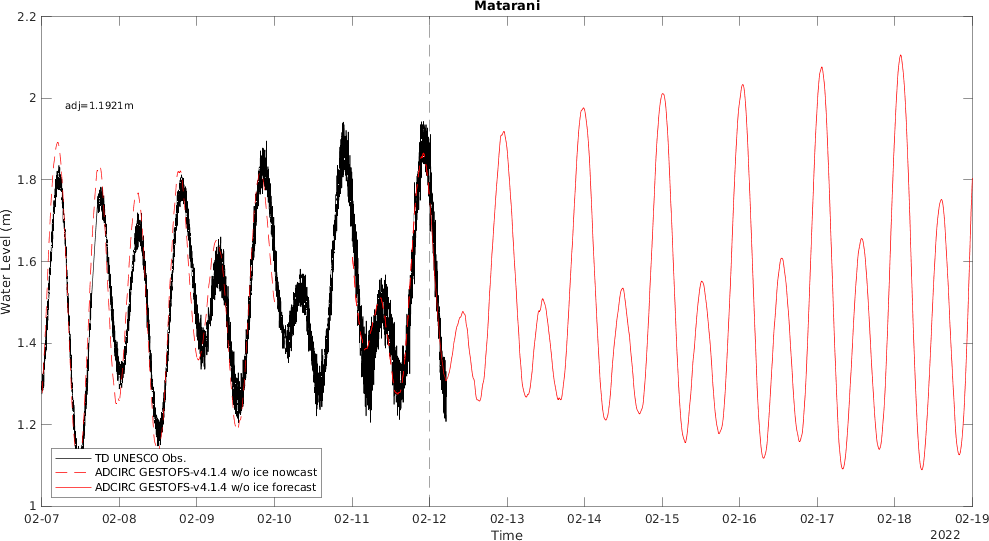 Matarani
2.2
2
1.8
1.6
1.4
1.2
1
Water Level (m)
adj=1.1921m
TD UNESCO Obs.
ADCIRC GESTOFS-v4.1.4 w/o ice nowcast
ADCIRC GESTOFS-v4.1.4 w/o ice forecast
02-07 02-08 02-09 02-10 02-11 02-12 02-13 02-14 02-15 02-16 02-17 02-18 02-19
Time
2022